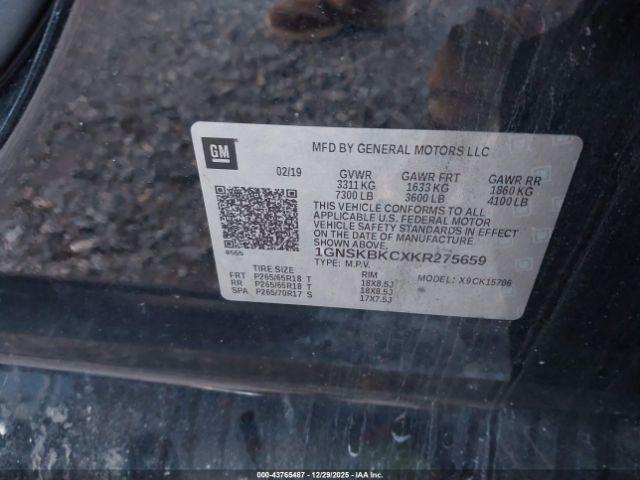 GM
MFD BY GENERAL MOTORS LLC
02/19
GVWR GAWR FRT GAWR RR
3311 KG 1633 KG 1860 KG
7300 LB 3600 LB 4100 LB
THIS VEHICLE CONFORMS TO ALL
APPLICABLE U.S. FEDERAL MOTOR
VEHICLE SAFETY STANDARDS IN EFFECT
ON THE DATE OF MANUFACTURE SHOWN ABOVE.
1GNSKBKCXKR275659
TYPE: M.P.V. MODEL: X9CK15706
TIRE SIZE RIM
FRT P265/65R18 T 18X8.5J
RR P265/65R18 T 18X8.5J
SPA P265/70R17 S 17X7.5J
000-43765487 12/29/2025 IAAI.COM